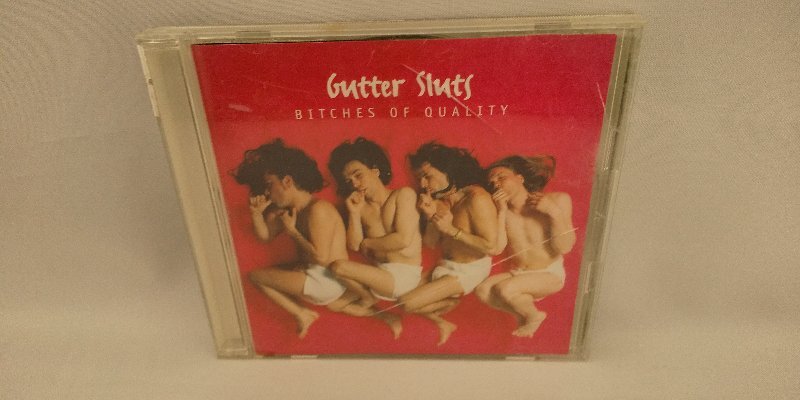 Gutter Sluts
BITCHES OF QUALITY